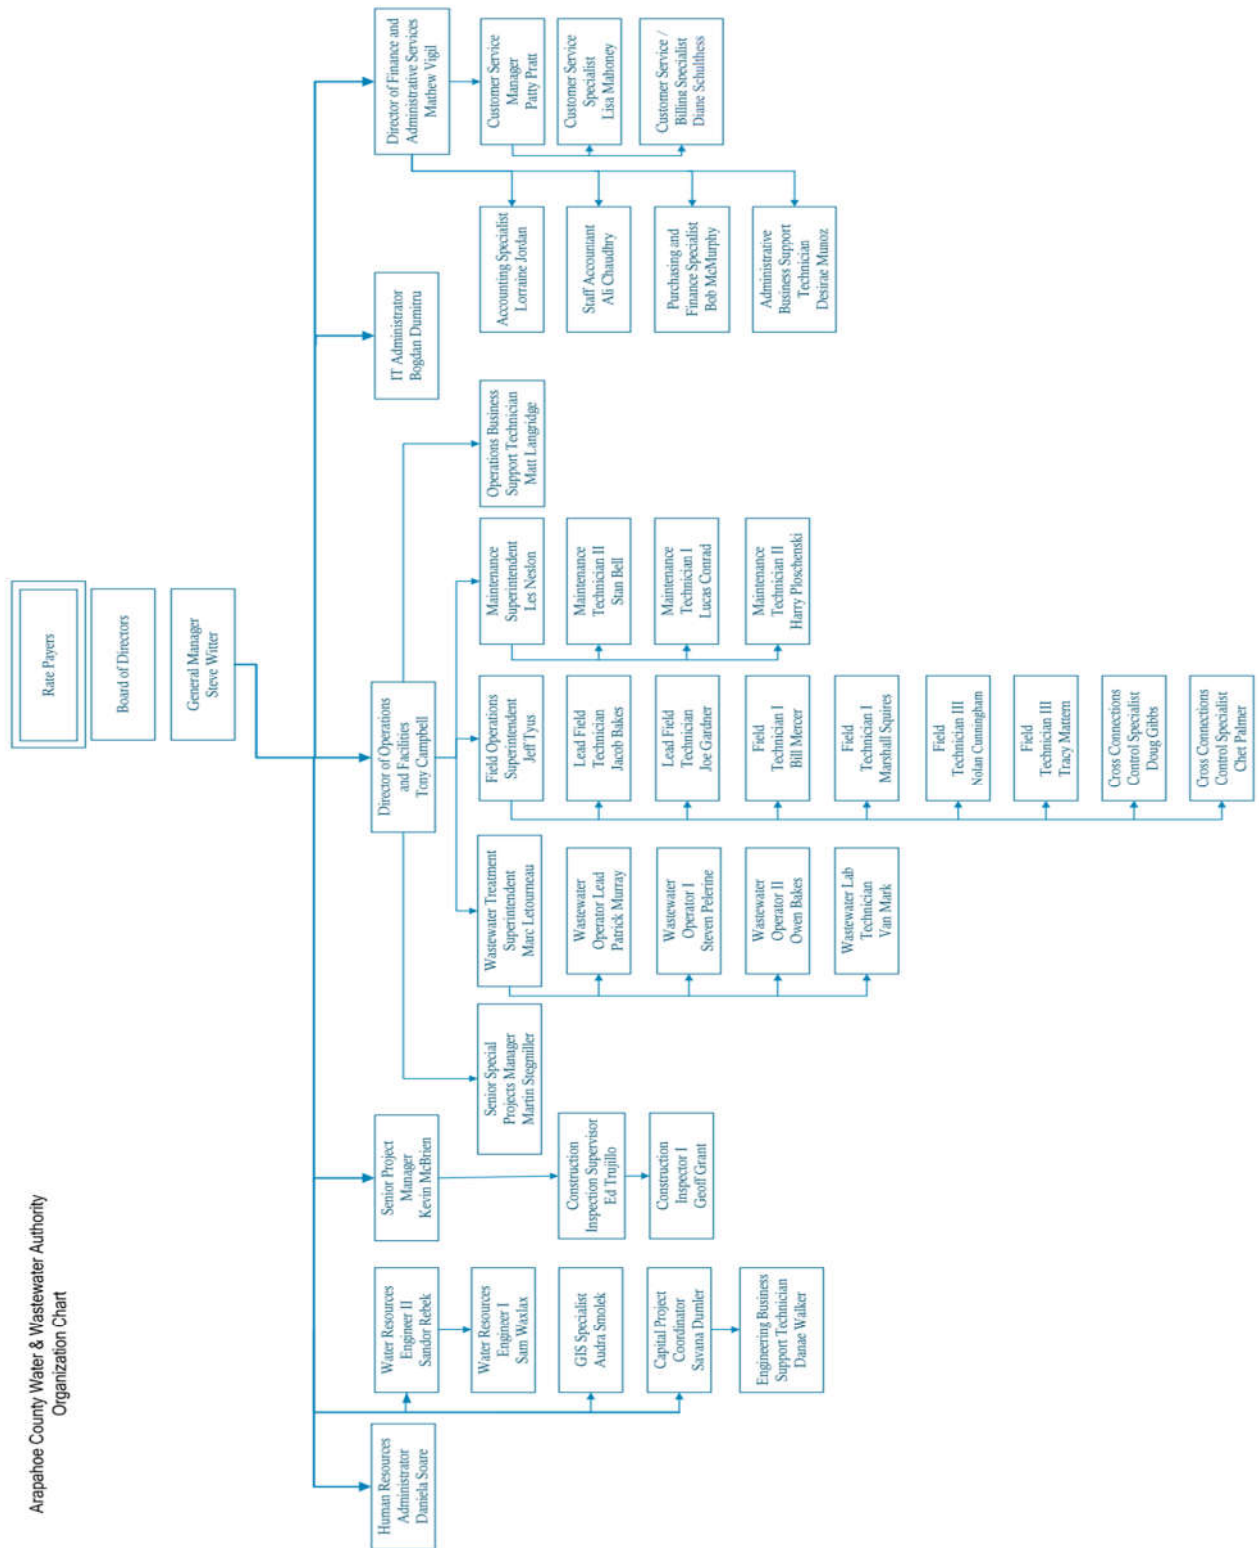 Arapahoe County Water & Wastewater Authority
Organization Chart
Rate Payers
Board of Directors
General Manager
Steve Witter
Human Resources
Administrator
Daniela Soare
Water Resources
Engineer II
Sandor Rebek
Water Resources
Engineer I
Sam Waxlax
GIS Specialist
Audra Smolek
Capital Project
Coordinator
Savana Dumler
Engineering Business
Support Technician
Danae Walker
Senior Project
Manager
Kevin McBrien
Construction
Inspection Supervisor
Ed Trujillo
Construction
Inspector I
Geoff Grant
Director of Operations
and Facilities
Tony Campbell
Senior Special
Projects Manager
Martin Stegmiller
Wastewater Treatment
Superintendent
Marc Letourneau
Wastewater
Operator Lead
Patrick Murray
Wastewater
Operator I
Steven Pelerine
Wastewater
Operator II
Owen Bakes
Wastewater Lab
Technician
Van Mark
Field Operations
Superintendent
Jeff Tyus
Lead Field
Technician
Jacob Bakes
Lead Field
Technician
Joe Gardner
Field
Technician I
Bill Mercer
Field
Technician I
Marshall Squires
Field
Technician III
Nolan Cunningham
Field
Technician III
Tracy Mattern
Cross Connections
Control Specialist
Doug Gibbs
Cross Connections
Control Specialist
Chet Palmer
Maintenance
Superintendent
Les Neslon
Maintenance
Technician II
Stan Bell
Maintenance
Technician I
Lucas Conrad
Maintenance
Technician II
Harry Ploschenski
Operations Business
Support Technician
Matt Langridge
IT Administrator
Bogdan Dumitru
Director of Finance and
Administrative Services
Mathew Vigil
Accounting Specialist
Lorraine Jordan
Staff Accountant
Ali Chaudhry
Purchasing and
Finance Specialist
Bob McMurphy
Administrative
Business Support
Technician
Desirae Munoz
Customer Service
Manager
Patty Pratt
Customer Service
Specialist
Lisa Mahoney
Customer Service /
Billing Specialist
Diane Schulthess